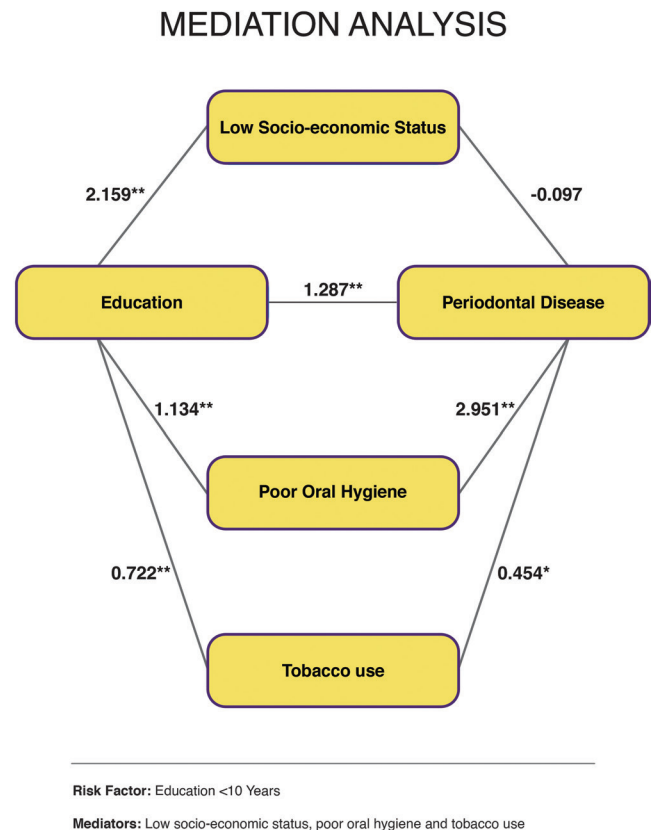 MEDIATION ANALYSIS
Low Socio-economic Status
2.159**
-0.097
Education
1.287**
Periodontal Disease
1.134**
2.951**
Poor Oral Hygiene
0.722**
0.454*
Tobacco use
Risk Factor: Education <10 Years
Mediators: Low socio-economic status, poor oral hygiene and tobacco use